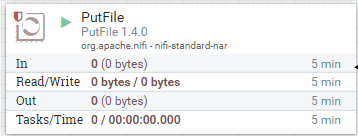 PutFile
PutFile 1.4.0
org.apache.nifi - nifi-standard-nar
In 0 (0 bytes) 5 min
Read/Write 0 bytes / 0 bytes 5 min
Out 0 (0 bytes) 5 min
Tasks/Time 0 / 00:00:00.000 5 min